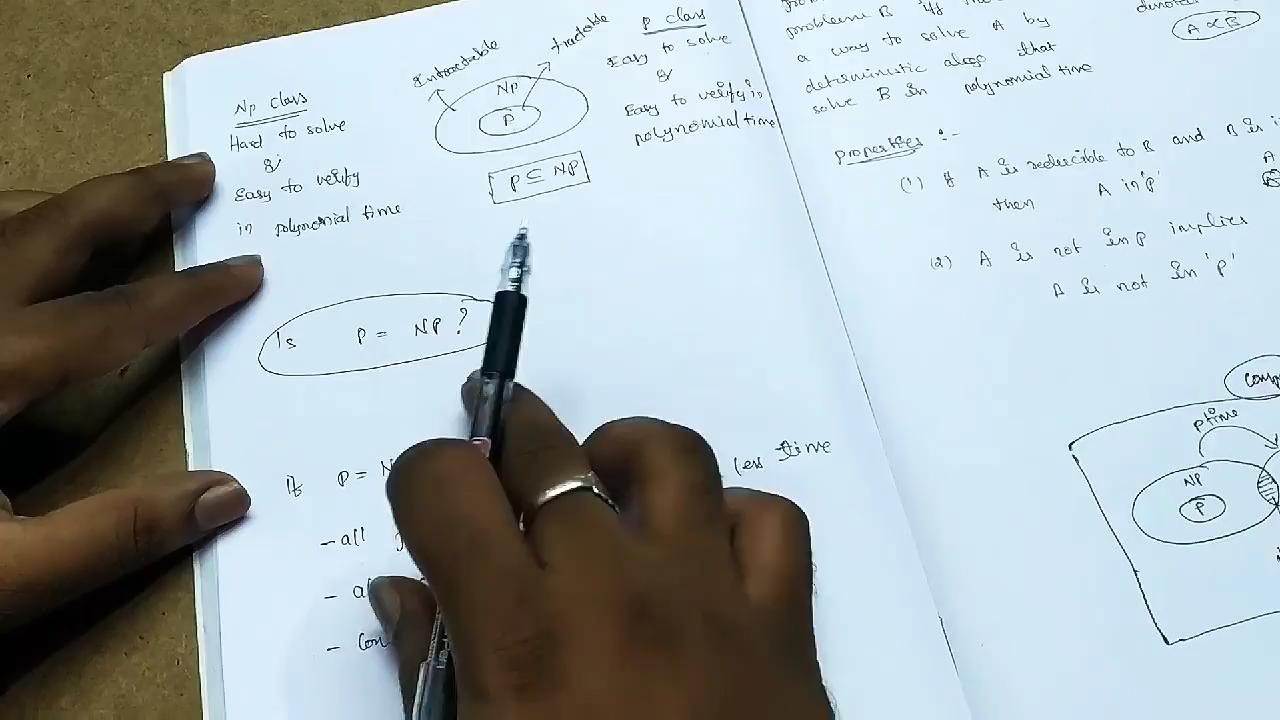 Np class
Hard to solve
&
Easy to verify
in polynomial time
Intractable
tractable
NP
P
P ⊆ NP
p class
Easy to solve
&
Easy to verify in
polynomial time
Is P = NP ?
If P = N
less time
- all
- a
- con
problem B iff
a way to solve A by
deterministic algo that
solve B in polynomial time
denoted
A ∝ B
properties :-
(1) If A is reducible to B and B is i
then A in 'p'
(2) A is not in p implies
A is not in 'p'
A
comp
ptime
NP
P